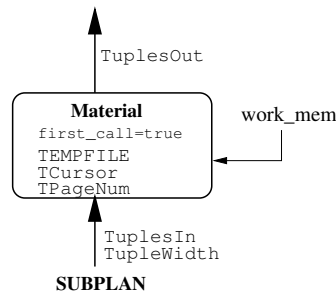 TuplesOut
Material
first_call=true
work_mem
TEMPFILE
TCursor
TPageNum
TuplesIn
TupleWidth
SUBPLAN